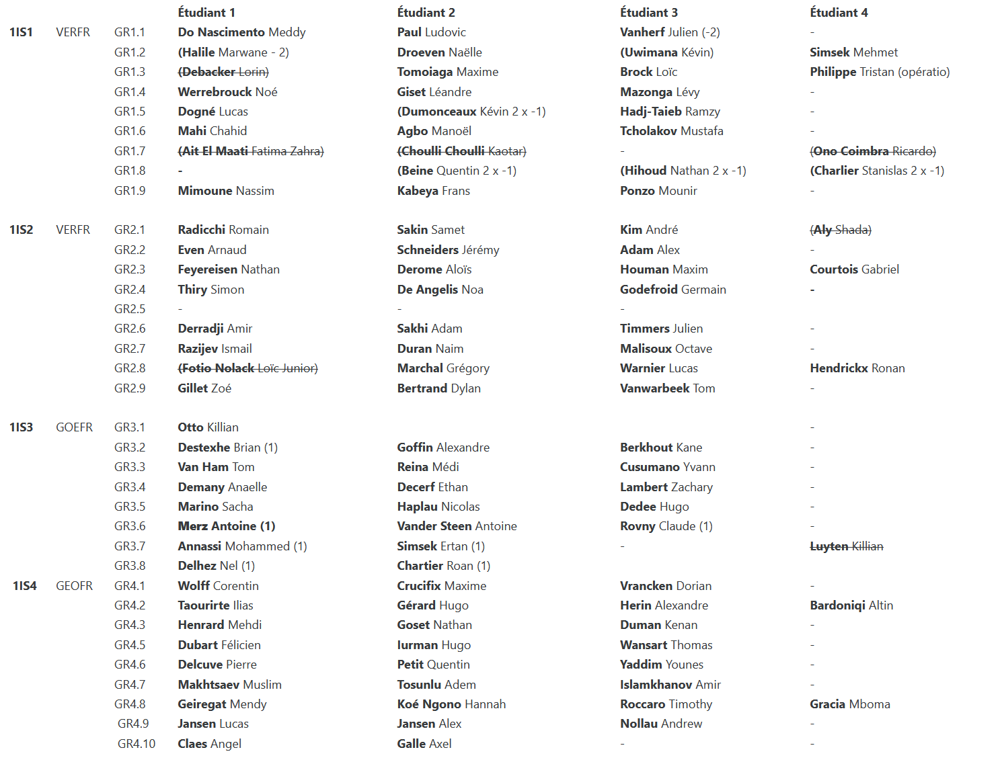 Étudiant 1 Étudiant 2 Étudiant 3 Étudiant 4
1IS1 VERFR GR1.1 Do Nascimento Meddy Paul Ludovic Vanherf Julien (-2) -
GR1.2 (Halile Marwane - 2) Droeven Naëlle (Uwimana Kévin) Simsek Mehmet
GR1.3 (Debacker Lorin) Tomoiaga Maxime Brock Loïc Philippe Tristan (opératio)
GR1.4 Werrebrouck Noé Giset Léandre Mazonga Lévy -
GR1.5 Dogné Lucas (Dumonceaux Kévin 2 x -1) Hadj-Taieb Ramzy -
GR1.6 Mahi Chahid Agbo Manoël Tcholakov Mustafa -
GR1.7 (Ait El Maati Fatima Zahra) (Choulli Choulli Kaotar) - (Ono Coimbra Ricardo)
GR1.8 - (Beine Quentin 2 x -1) (Hihoud Nathan 2 x -1) (Charlier Stanislas 2 x -1)
GR1.9 Mimoune Nassim Kabeya Frans Ponzo Mounir -
1IS2 VERFR GR2.1 Radicchi Romain Sakin Samet Kim André (Aly Shada)
GR2.2 Even Arnaud Schneiders Jérémy Adam Alex -
GR2.3 Feyereisen Nathan Derome Aloïs Houman Maxim Courtois Gabriel
GR2.4 Thiry Simon De Angelis Noa Godefroid Germain -
GR2.5 - - -
GR2.6 Derradji Amir Sakhi Adam Timmers Julien -
GR2.7 Razijev Ismail Duran Naim Malisoux Octave -
GR2.8 (Fotio Nolack Loïc Junior) Marchal Grégory Warnier Lucas Hendrickx Ronan
GR2.9 Gillet Zoé Bertrand Dylan Vanwarbeek Tom -
1IS3 GOEFR GR3.1 Otto Killian -
GR3.2 Destexhe Brian (1) Goffin Alexandre Berkhout Kane -
GR3.3 Van Ham Tom Reina Médi Cusumano Yvann -
GR3.4 Demany Anaelle Decerf Ethan Lambert Zachary -
GR3.5 Marino Sacha Haplau Nicolas Dedee Hugo -
GR3.6 Merz Antoine (1) Vander Steen Antoine Rovny Claude (1) -
GR3.7 Annassi Mohammed (1) Simsek Ertan (1) - Luyten Killian
GR3.8 Delhez Nel (1) Chartier Roan (1)
1IS4 GEOFR GR4.1 Wolff Corentin Crucifix Maxime Vrancken Dorian -
GR4.2 Taourirte Ilias Gérard Hugo Herin Alexandre Bardoniqi Altin
GR4.3 Henrard Mehdi Goset Nathan Duman Kenan -
GR4.5 Dubart Félicien Iurman Hugo Wansart Thomas -
GR4.6 Delcuve Pierre Petit Quentin Yaddim Younes -
GR4.7 Makhtsaev Muslim Tosunlu Adem Islamkhanov Amir -
GR4.8 Geiregat Mendy Koé Ngono Hannah Roccaro Timothy Gracia Mboma
GR4.9 Jansen Lucas Jansen Alex Nollau Andrew -
GR4.10 Claes Angel Galle Axel - -